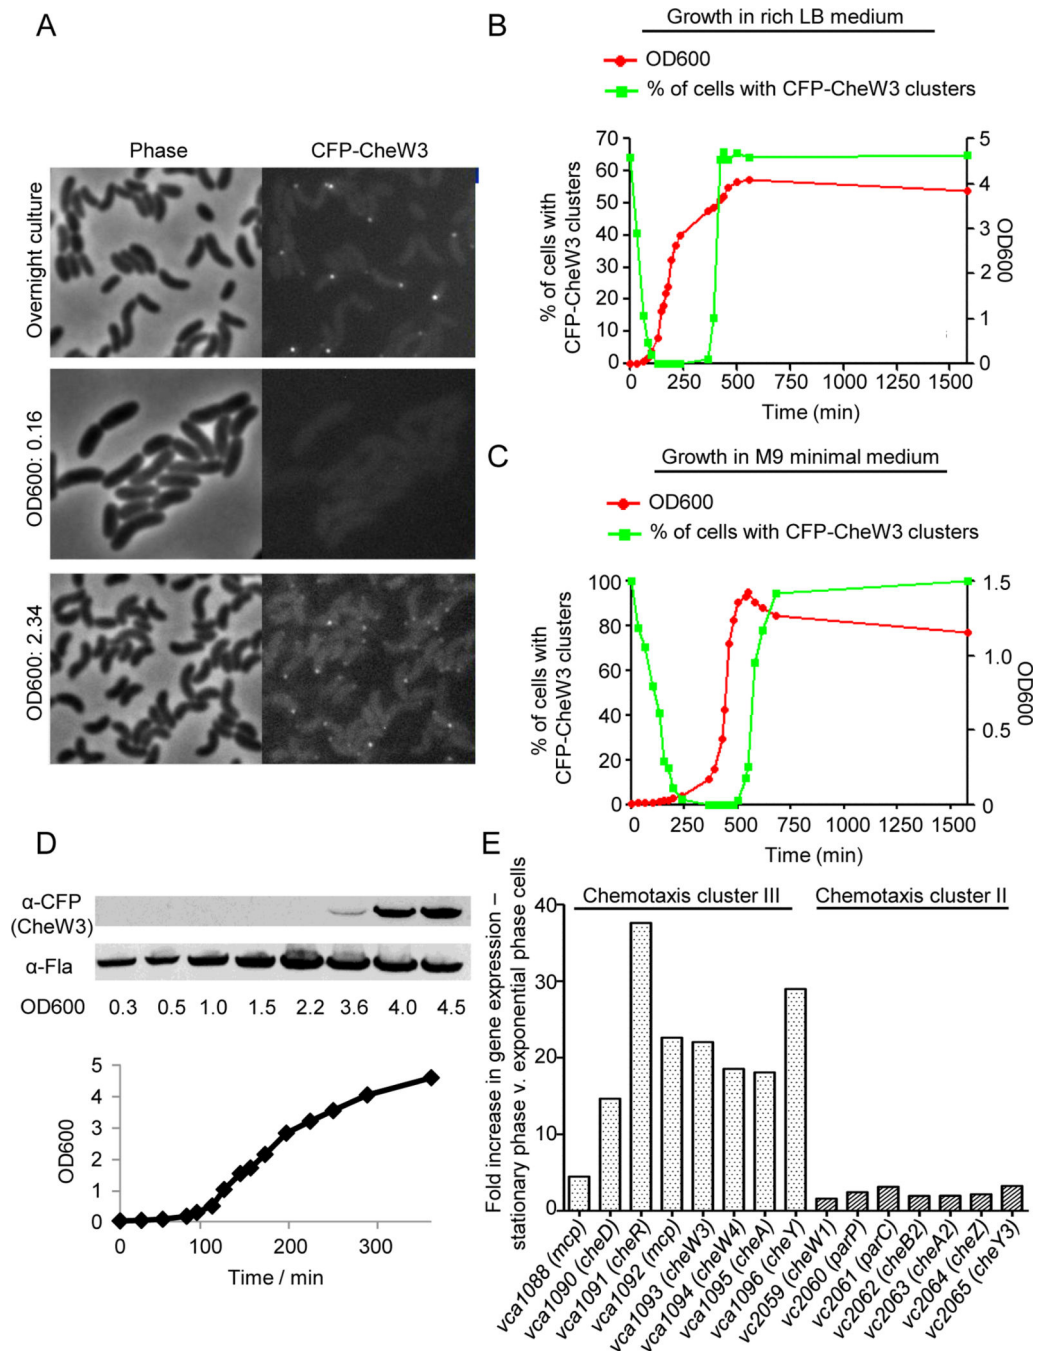 A
Phase
CFP-CheW3
Overnight culture
OD600: 0.16
OD600: 2.34
B
Growth in rich LB medium
OD600
% of cells with CFP-CheW3 clusters
% of cells with
CFP-CheW3 clusters
70
60
50
40
30
20
10
0
5
4
3
2
1
0
OD600
0
250
500
750
1000
1250
1500
Time (min)
C
Growth in M9 minimal medium
OD600
% of cells with CFP-CheW3 clusters
% of cells with
CFP-CheW3 clusters
100
80
60
40
20
0
1.5
1.0
0.5
0
OD600
0
250
500
750
1000
1250
1500
Time (min)
D
α-CFP
(CheW3)
α-Fla
OD600 0.3 0.5 1.0 1.5 2.2 3.6 4.0 4.5
OD600
5
4
3
2
1
0
0
100
200
300
Time / min
E
Chemotaxis cluster III
Chemotaxis cluster II
Fold increase in gene expression –
stationary phase v. exponential phase cells
40
30
20
10
0
vca1088 (mcp)
vca1090 (cheD)
vca1091 (cheR)
vca1092 (mcp)
vca1093 (cheW3)
vca1094 (cheW4)
vca1095 (cheA)
vca1096 (cheY)
vc2059 (cheW1)
vc2060 (parP)
vc2061 (parC)
vc2062 (cheB2)
vc2063 (cheA2)
vc2064 (cheZ)
vc2065 (cheY3)